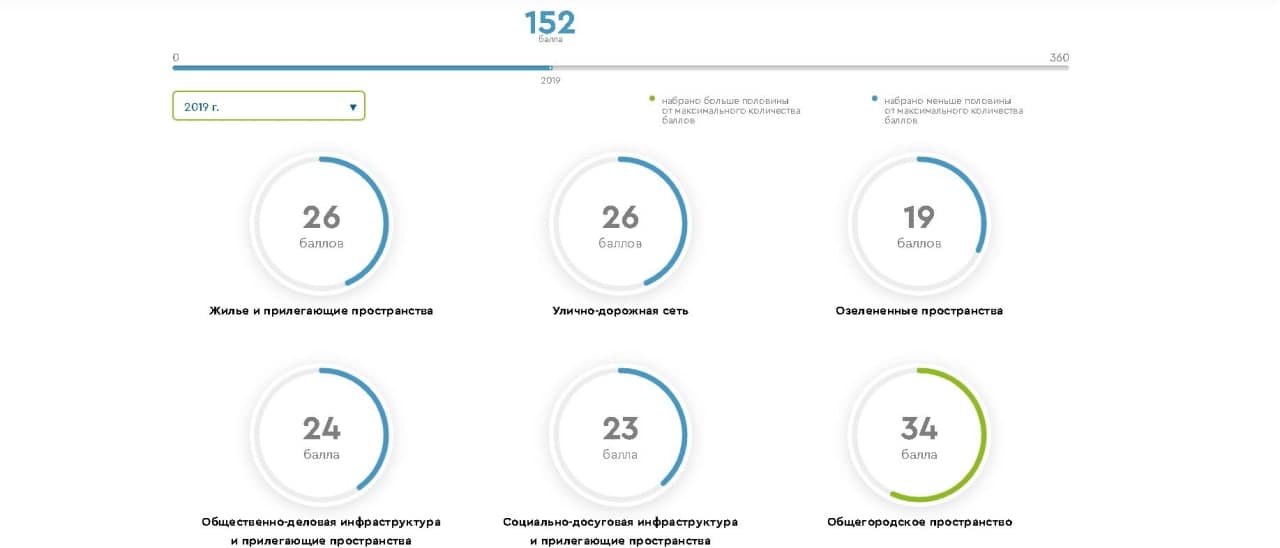 152
балла
0
360
2019
2019 г.
набрано больше половины
от максимального количества
баллов
набрано меньше половины
от максимального количества
баллов
26
баллов
Жилье и прилегающие пространства
26
баллов
Улично-дорожная сеть
19
баллов
Озелененные пространства
24
балла
Общественно-деловая инфраструктура
и прилегающие пространства
23
балла
Социально-досуговая инфраструктура
и прилегающие пространства
34
балла
Общегородское пространство